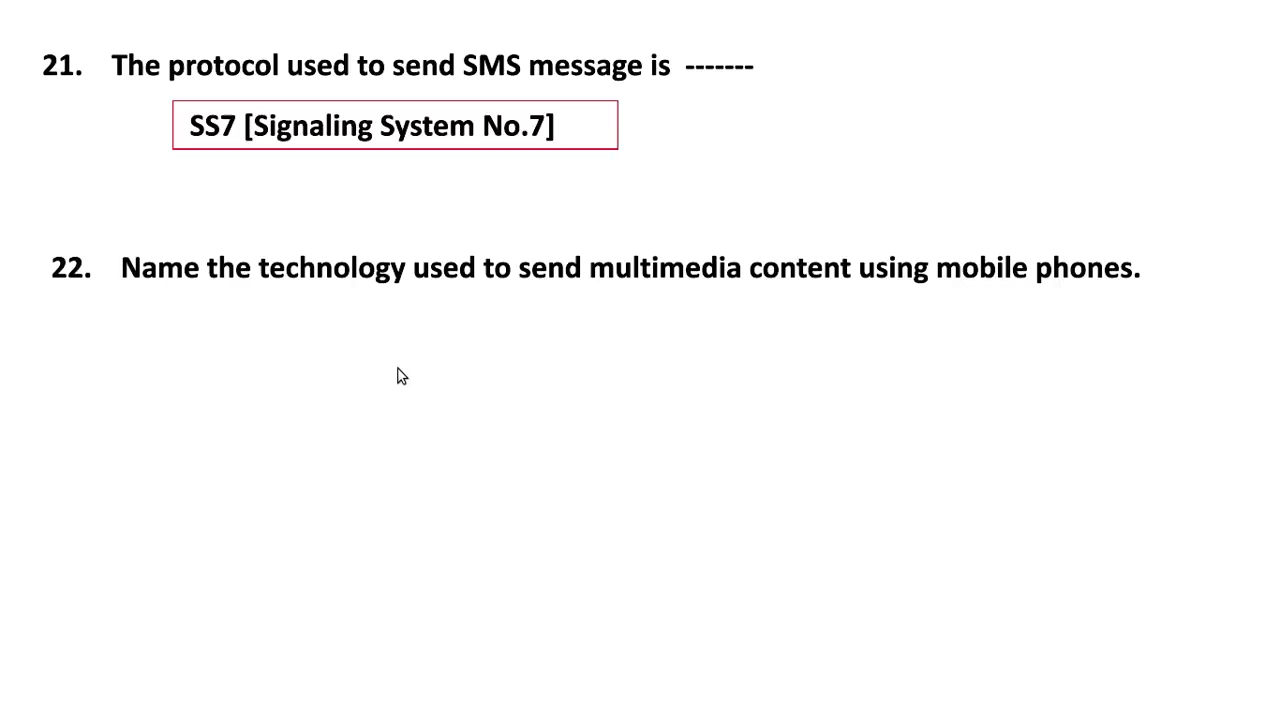 21. The protocol used to send SMS message is -------
SS7 [Signaling System No.7]
22. Name the technology used to send multimedia content using mobile phones.